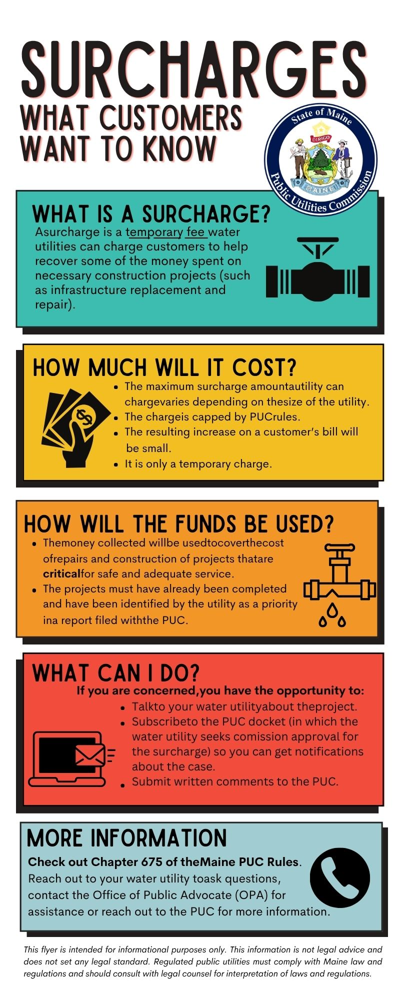 SURCHARGES
WHAT CUSTOMERS
WANT TO KNOW
State of Maine
DIRIGO
MAINE
Public Utilities Commission
WHAT IS A SURCHARGE?
Asurcharge is a temporary fee water
utilities can charge customers to help
recover some of the money spent on
necessary construction projects (such
as infrastructure replacement and
repair).
HOW MUCH WILL IT COST?
• The maximum surcharge amountautility can
chargevaries depending on thesize of the utility.
• The chargeis capped by PUCrules.
• The resulting increase on a customer's bill will
be small.
• It is only a temporary charge.
$
HOW WILL THE FUNDS BE USED?
• Themoney collected willbe usedtocoverthecost
ofrepairs and construction of projects thatare
criticalfor safe and adequate service.
• The projects must have already been completed
and have been identified by the utility as a priority
ina report filed withthe PUC.
WHAT CAN I DO?
If you are concerned,you have the opportunity to:
• Talkto your water utilityabout theproject.
• Subscribeto the PUC docket (in which the
water utility seeks comission approval for
the surcharge) so you can get notifications
about the case.
• Submit written comments to the PUC.
MORE INFORMATION
Check out Chapter 675 of theMaine PUC Rules.
Reach out to your water utility toask questions,
contact the Office of Public Advocate (OPA) for
assistance or reach out to the PUC for more information.
This flyer is intended for informational purposes only. This information is not legal advice and
does not set any legal standard. Regulated public utilities must comply with Maine law and
regulations and should consult with legal counsel for interpretation of laws and regulations.